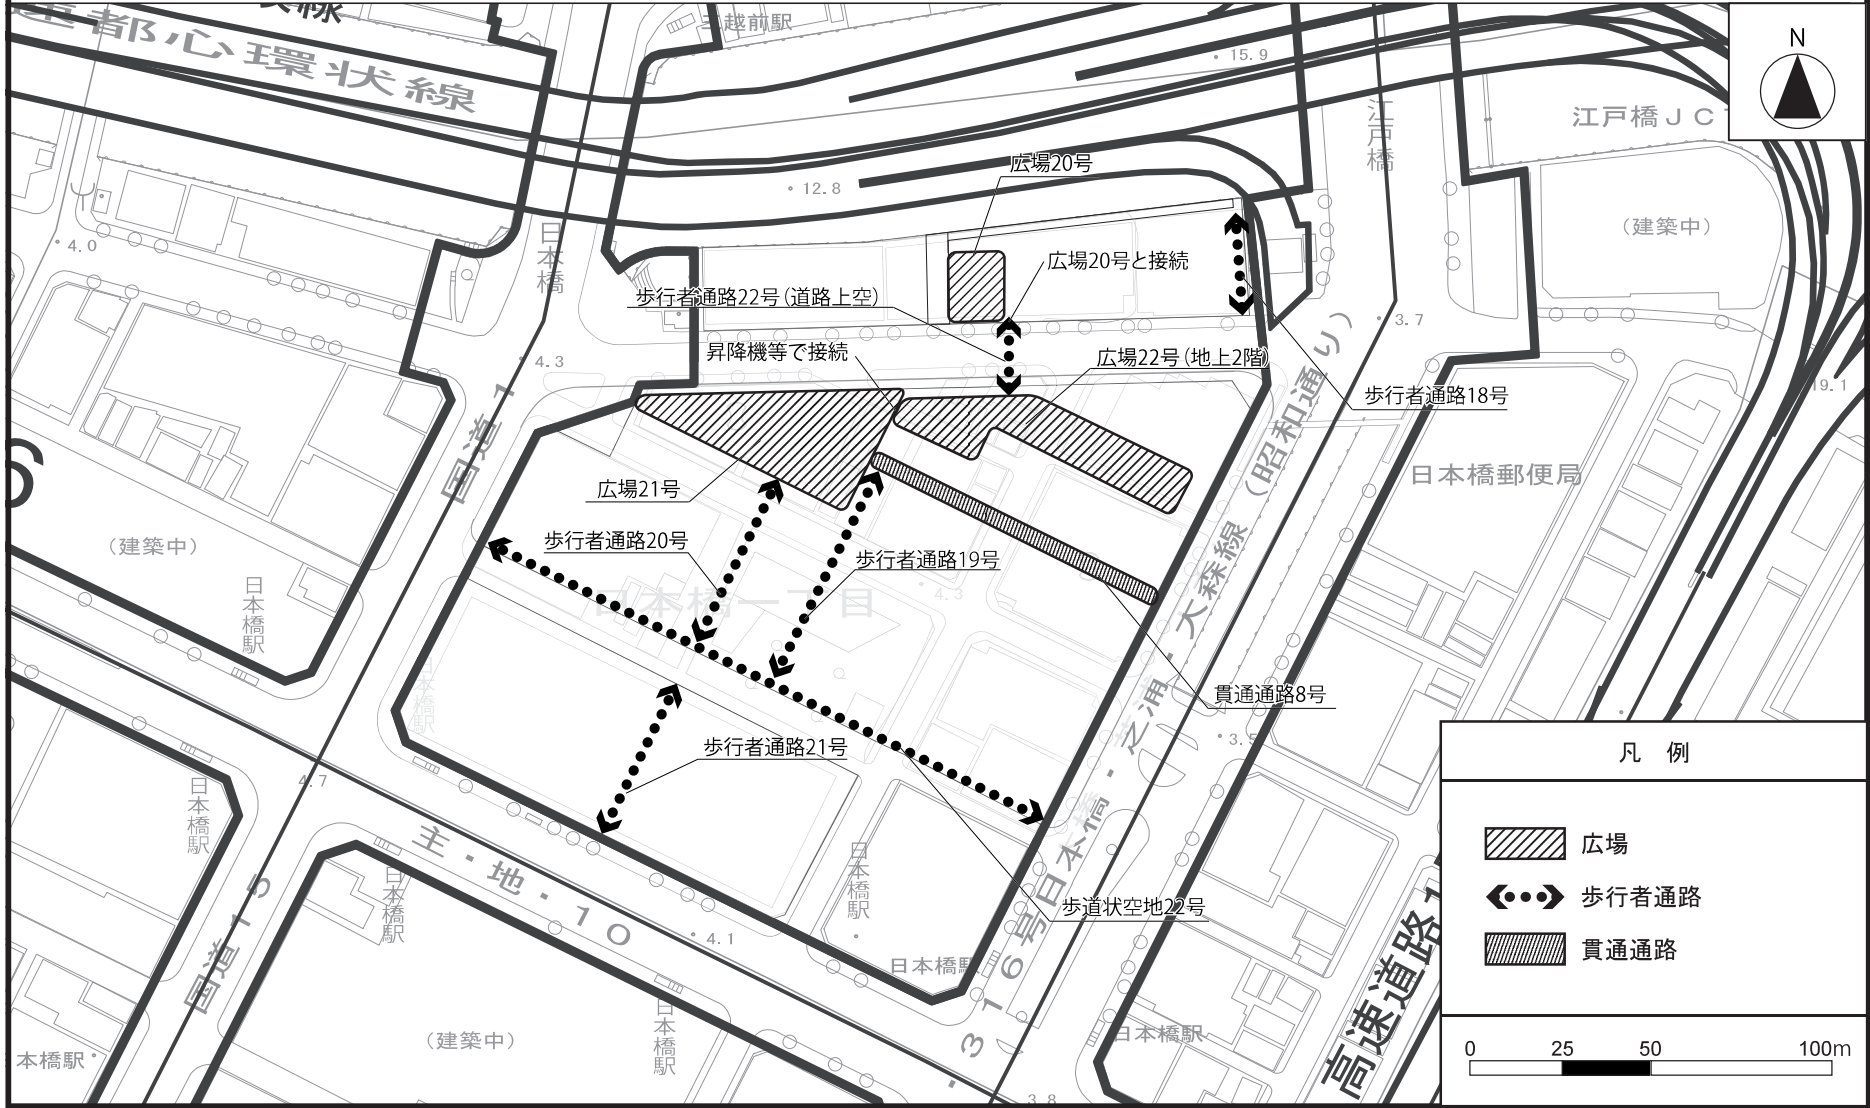 都心環状線
三越前駅
15.9
N
江戸橋JC
江戸橋
広場20号
12.8
(建築中)
4.0
日本橋
広場20号と接続
歩行者通路22号(道路上空)
3.7
昇降機等で接続
広場22号(地上2階)
4.3
19.1
歩行者通路18号
国道1
日本橋郵便局
広場21号
6
(建築中)
歩行者通路20号
歩行者通路19号
日本橋駅
日本橋一丁目
4.3
日本橋駅
貫通通路8号
歩行者通路21号
3.5
凡 例
4.7
日本橋駅
広場
主・地・10
日本橋駅
日本橋駅
歩行者通路
国道15
歩道状空地22号
4.1
貫通通路
日本橋駅
316号日本橋・芝浦・大森線(昭和通り)
高速道路1
(建築中)
日本橋駅
日本橋駅
本橋駅
0 25 50 100m
3.8